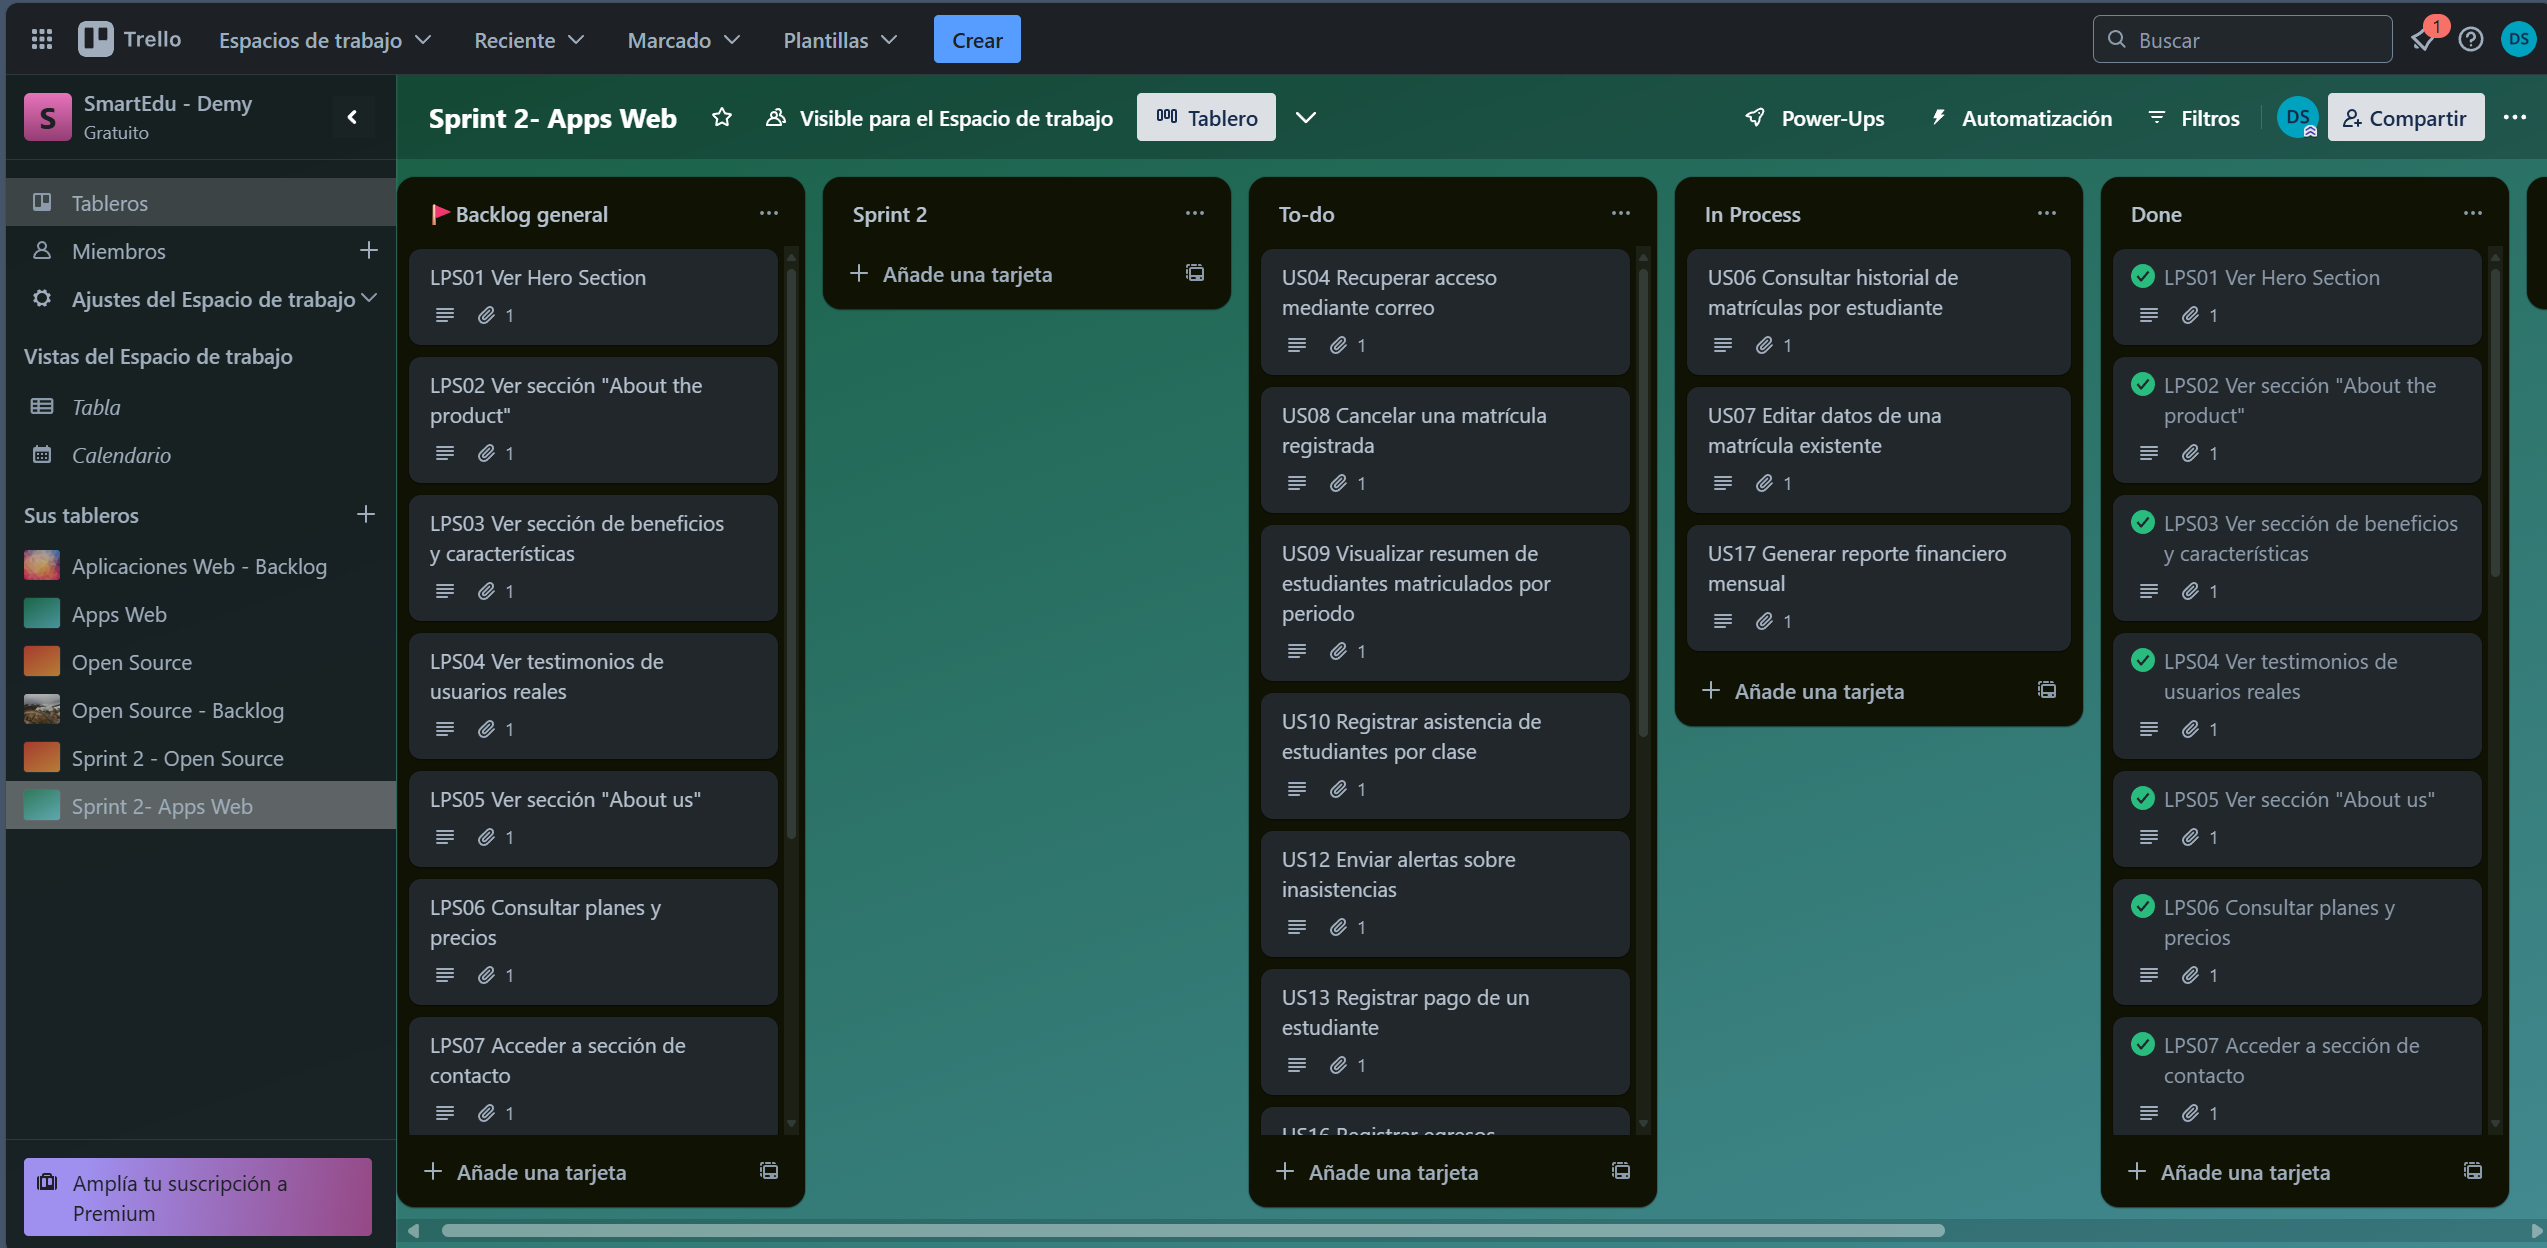 Trello
Espacios de trabajo
Reciente
Marcado
Plantillas
Crear
Buscar
1
DS
S
SmartEdu - Demy
Gratuito
Tableros
Miembros
Ajustes del Espacio de trabajo
Vistas del Espacio de trabajo
Tabla
Calendario
Sus tableros
Aplicaciones Web - Backlog
Apps Web
Open Source
Open Source - Backlog
Sprint 2 - Open Source
Sprint 2- Apps Web
Amplía tu suscripción a
Premium
Sprint 2- Apps Web
Visible para el Espacio de trabajo
Tablero
Power-Ups
Automatización
Filtros
DS
Compartir
Backlog general
LPS01 Ver Hero Section
1
LPS02 Ver sección "About the
product"
1
LPS03 Ver sección de beneficios
y características
1
LPS04 Ver testimonios de
usuarios reales
1
LPS05 Ver sección "About us"
1
LPS06 Consultar planes y
precios
1
LPS07 Acceder a sección de
contacto
1
Añade una tarjeta
Sprint 2
Añade una tarjeta
To-do
US04 Recuperar acceso
mediante correo
1
US08 Cancelar una matrícula
registrada
1
US09 Visualizar resumen de
estudiantes matriculados por
periodo
1
US10 Registrar asistencia de
estudiantes por clase
1
US12 Enviar alertas sobre
inasistencias
1
US13 Registrar pago de un
estudiante
1
US16 Registrar egresos
Añade una tarjeta
In Process
US06 Consultar historial de
matrículas por estudiante
1
US07 Editar datos de una
matrícula existente
1
US17 Generar reporte financiero
mensual
1
Añade una tarjeta
Done
LPS01 Ver Hero Section
1
LPS02 Ver sección "About the
product"
1
LPS03 Ver sección de beneficios
y características
1
LPS04 Ver testimonios de
usuarios reales
1
LPS05 Ver sección "About us"
1
LPS06 Consultar planes y
precios
1
LPS07 Acceder a sección de
contacto
1
Añade una tarjeta